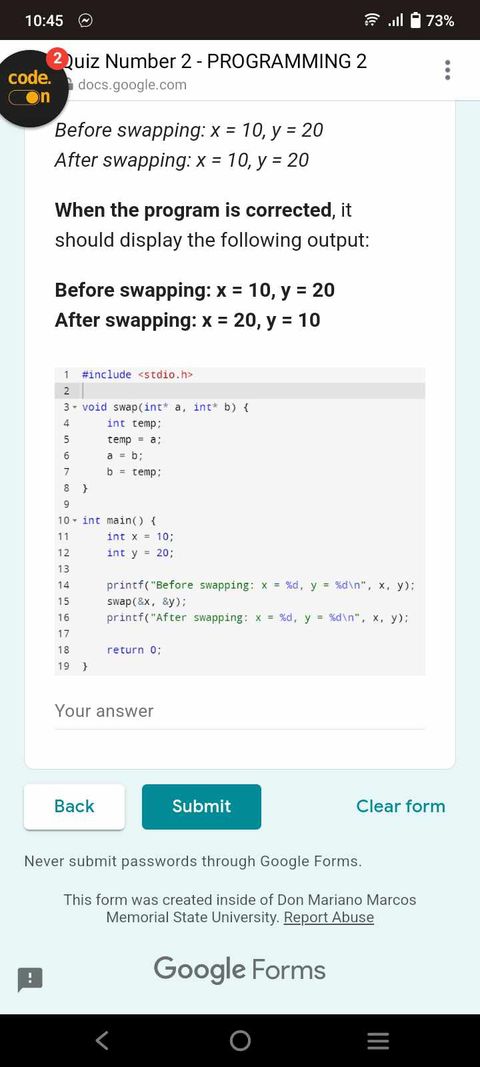 10:45
73%
2
code.
on
Quiz Number 2 - PROGRAMMING 2
docs.google.com
Before swapping: x = 10, y = 20
After swapping: x = 10, y = 20
When the program is corrected, it
should display the following output:
Before swapping: x = 10, y = 20
After swapping: x = 20, y = 10
1 #include <stdio.h>
2
3 void swap(int* a, int* b) {
4 int temp;
5 temp = a;
6 a = b;
7 b = temp;
8 }
9
10 int main() {
11 int x = 10;
12 int y = 20;
13
14 printf("Before swapping: x = %d, y = %d\n", x, y);
15 swap(&x, &y);
16 printf("After swapping: x = %d, y = %d\n", x, y);
17
18 return 0;
19 }
Your answer
Back
Submit
Clear form
Never submit passwords through Google Forms.
This form was created inside of Don Mariano Marcos
Memorial State University. Report Abuse
Google Forms